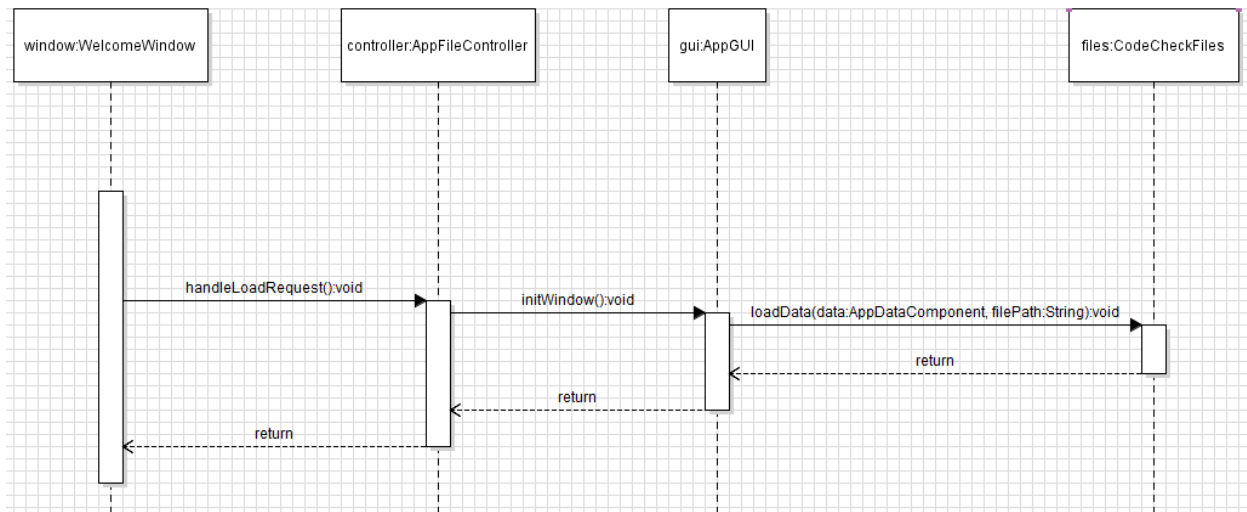 window:WelcomeWindow
controller:AppFileController
gui:AppGUI
files:CodeCheckFiles
handleLoadRequest():void
initWindow():void
loadData(data:AppDataComponent, filePath:String):void
return
return
return